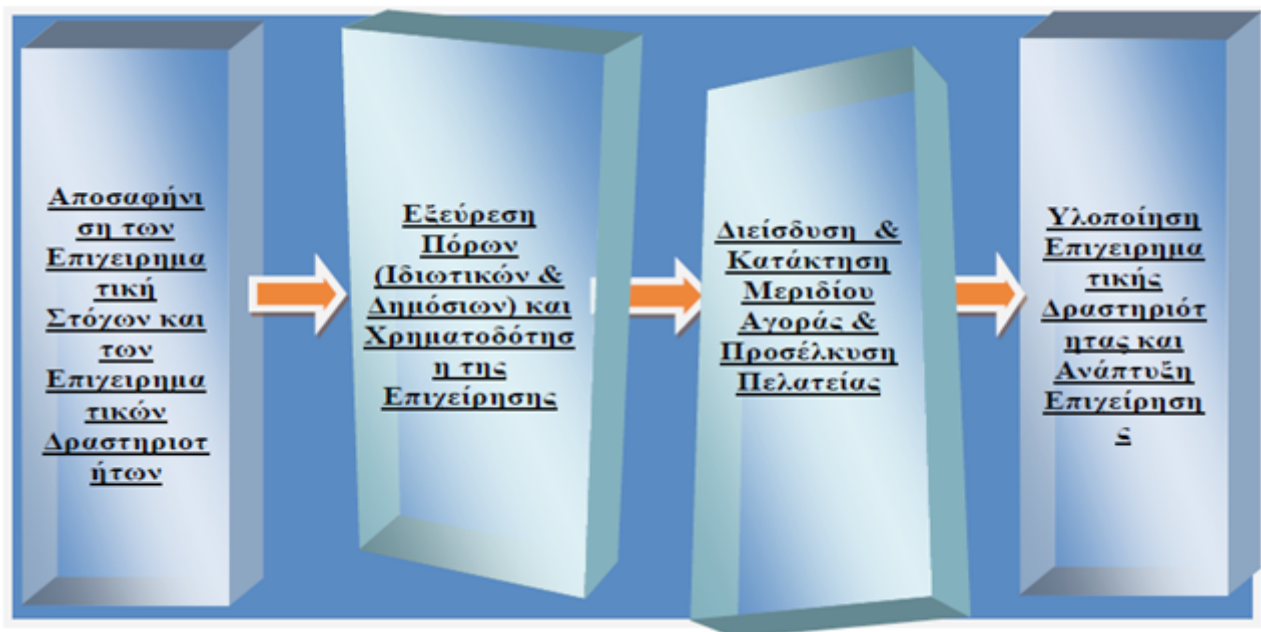 Αποσαφήνι
ση των
Επιχειρημα
τική
Στόχων και
των
Επιχειρημα
τικών
Δραστηριοτ
ήτων
Εξεύρεση
Πόρων
(Ιδιωτικών &
Δημόσιων) και
Χρηματοδότησ
η της
Επιχείρησης
Διείσδυση &
Κατάκτηση
Μεριδίου
Αγοράς &
Προσέλκυση
Πελατείας
Υλοποίηση
Επιχειρημα
τικής
Δραστηριότ
ητας και
Ανάπτυξη
Επιχείρηση
ς